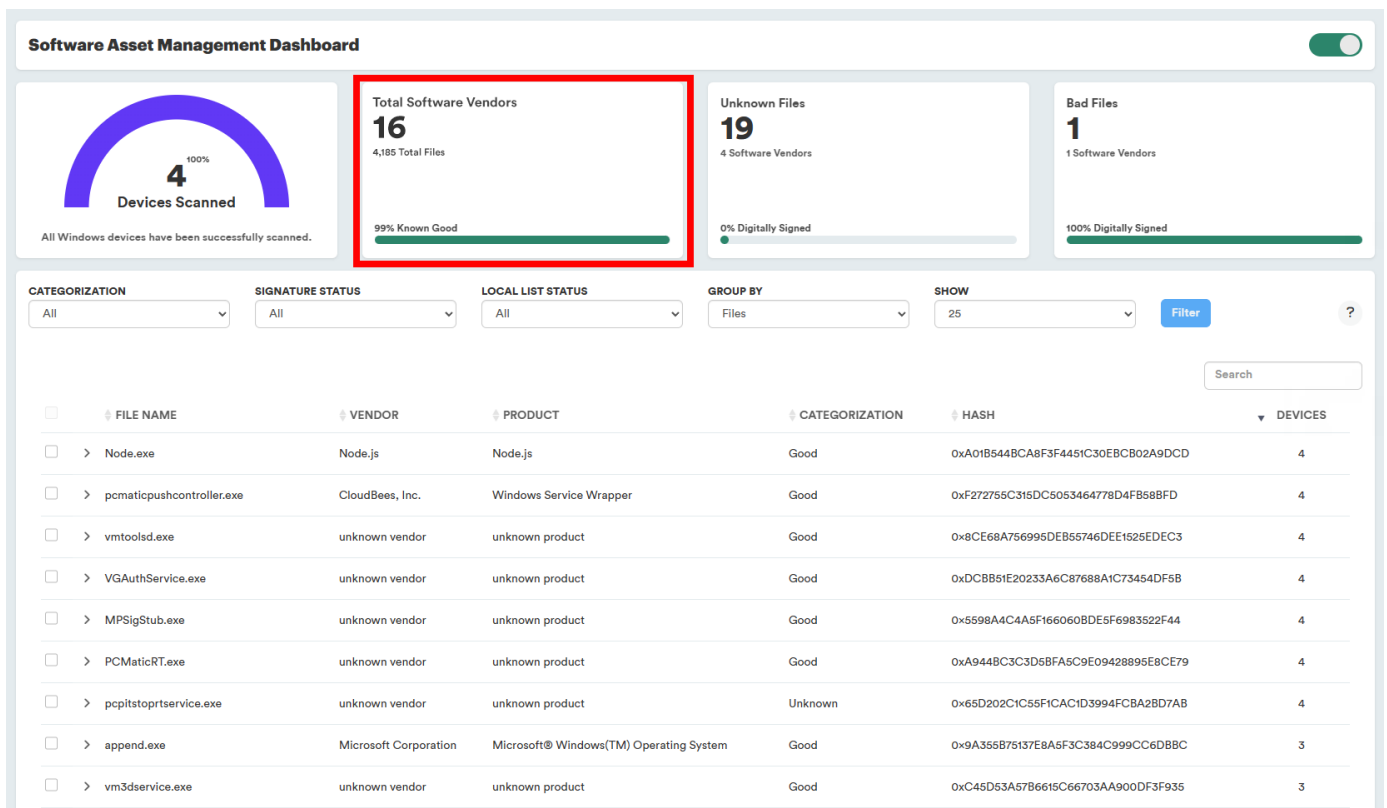 Software Asset Management Dashboard
100%
4
Devices Scanned
All Windows devices have been successfully scanned.
Total Software Vendors
16
4,185 Total Files
99% Known Good
Unknown Files
19
4 Software Vendors
0% Digitally Signed
Bad Files
1
1 Software Vendors
100% Digitally Signed
CATEGORIZATION SIGNATURE STATUS LOCAL LIST STATUS GROUP BY SHOW
All All All Files 25 Filter ?
Search
FILE NAME VENDOR PRODUCT CATEGORIZATION HASH DEVICES
Node.exe Node.js Node.js Good 0xA01B544BCA8F3F4451C30EBCB02A9DCD 4
pcmaticpushcontroller.exe CloudBees, Inc. Windows Service Wrapper Good 0xF272755C315DC5053464778D4FB58BFD 4
vmtoolsd.exe unknown vendor unknown product Good 0x8CE68A756995DEB55746DEE1525EDEC3 4
VGAuthService.exe unknown vendor unknown product Good 0xDCBB51E20233A6C87688A1C73454DF5B 4
MPSigStub.exe unknown vendor unknown product Good 0x5598A4C4A5F166060BDE5F6983522F44 4
PCMaticRT.exe unknown vendor unknown product Good 0xA944BC3C3D5BFA5C9E09428895E8CE79 4
pcpitstoprtservice.exe unknown vendor unknown product Unknown 0x65D202C1C55F1CAC1D3994FCBA2BD7AB 4
append.exe Microsoft Corporation Microsoft® Windows(TM) Operating System Good 0x9A355B75137E8A5F3C384C999CC6DBBC 3
vm3dservice.exe unknown vendor unknown product Good 0xC45D53A57B6615C66703AA900DF3F935 3